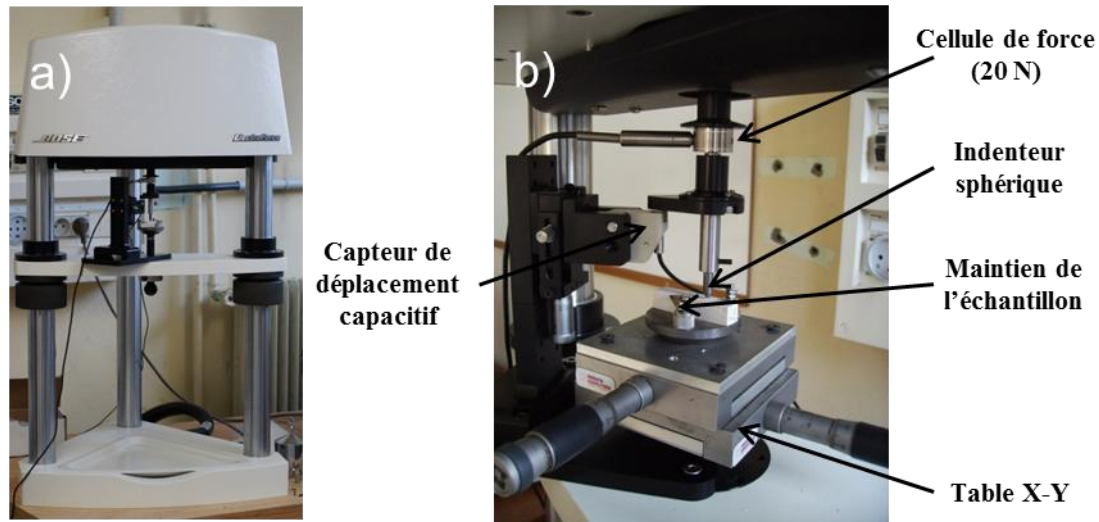 a)
BOSE
b)
Cellule de force
(20 N)
Indenteur
sphérique
Capteur de
déplacement
capacitif
Maintien de
l'échantillon
Table X-Y